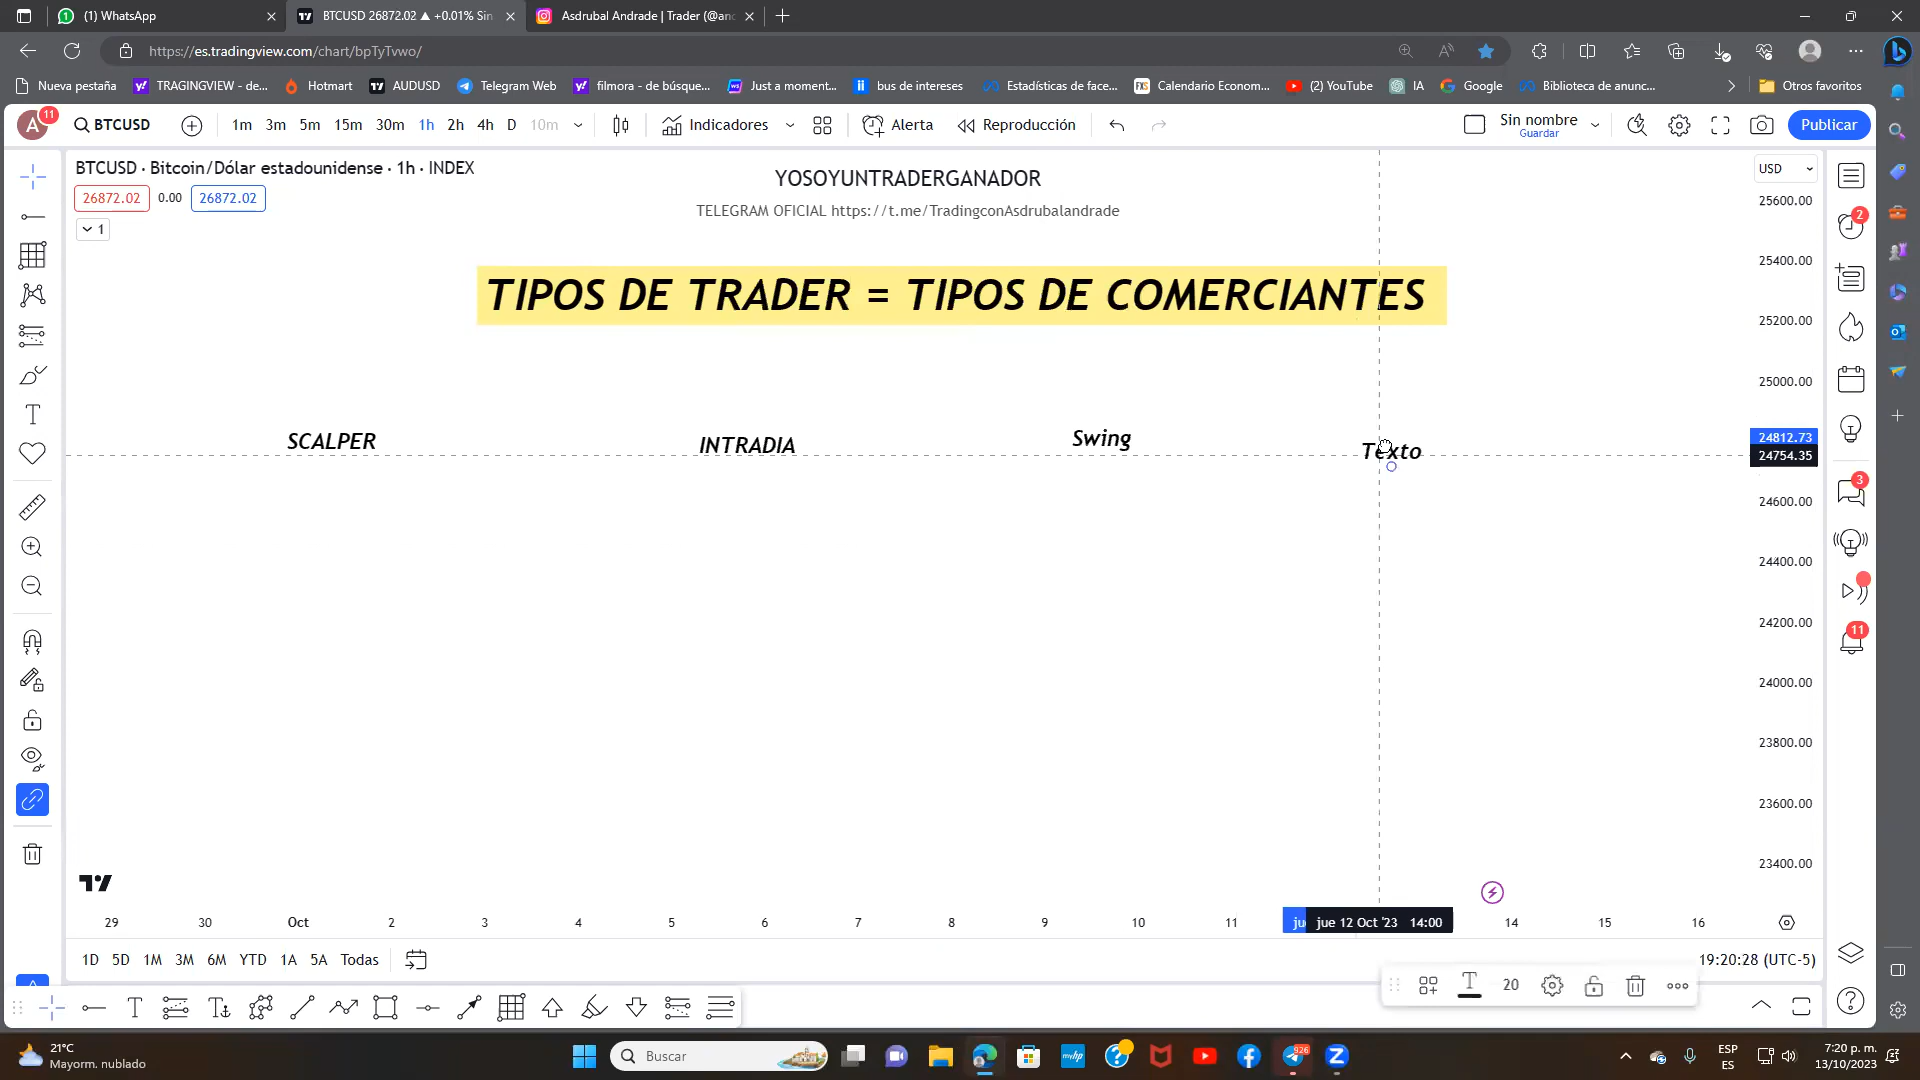 (1) WhatsApp
BTCUSD 26872.02 ▲ +0.01% Sin
Asdrubal Andrade | Trader (@and
https://es.tradingview.com/chart/bpTyTvwo/
Nueva pestaña
TRAGINGVIEW - de...
Hotmart
AUDUSD
Telegram Web
filmora - de búsque...
Just a moment...
bus de intereses
Estadísticas de face...
Calendario Econom...
(2) YouTube
IA
Google
Biblioteca de anunc...
Otros favoritos
A 11
BTCUSD
1m 3m 5m 15m 30m 1h 2h 4h D 10m
Indicadores
Alerta
Reproducción
Sin nombre
Guardar
Publicar
BTCUSD · Bitcoin/Dólar estadounidense · 1h · INDEX
26872.02 0.00 26872.02
1
YOSOYUNTRADERGANADOR
TELEGRAM OFICIAL https://t.me/TradingconAsdrubalandrade
TIPOS DE TRADER = TIPOS DE COMERCIANTES
SCALPER
INTRADIA
Swing
Texto
USD
25600.00
25400.00
25200.00
25000.00
24812.73
24754.35
24600.00
24400.00
24200.00
24000.00
23800.00
23600.00
23400.00
2
3
11
29 30 Oct 2 3 4 5 6 7 8 9 10 11 ju jue 12 Oct '23 14:00 14 15 16
1D 5D 1M 3M 6M YTD 1A 5A Todas
19:20:28 (UTC-5)
20
21°C
Mayorm. nublado
Buscar
926
ESP
ES
7:20 p. m.
13/10/2023